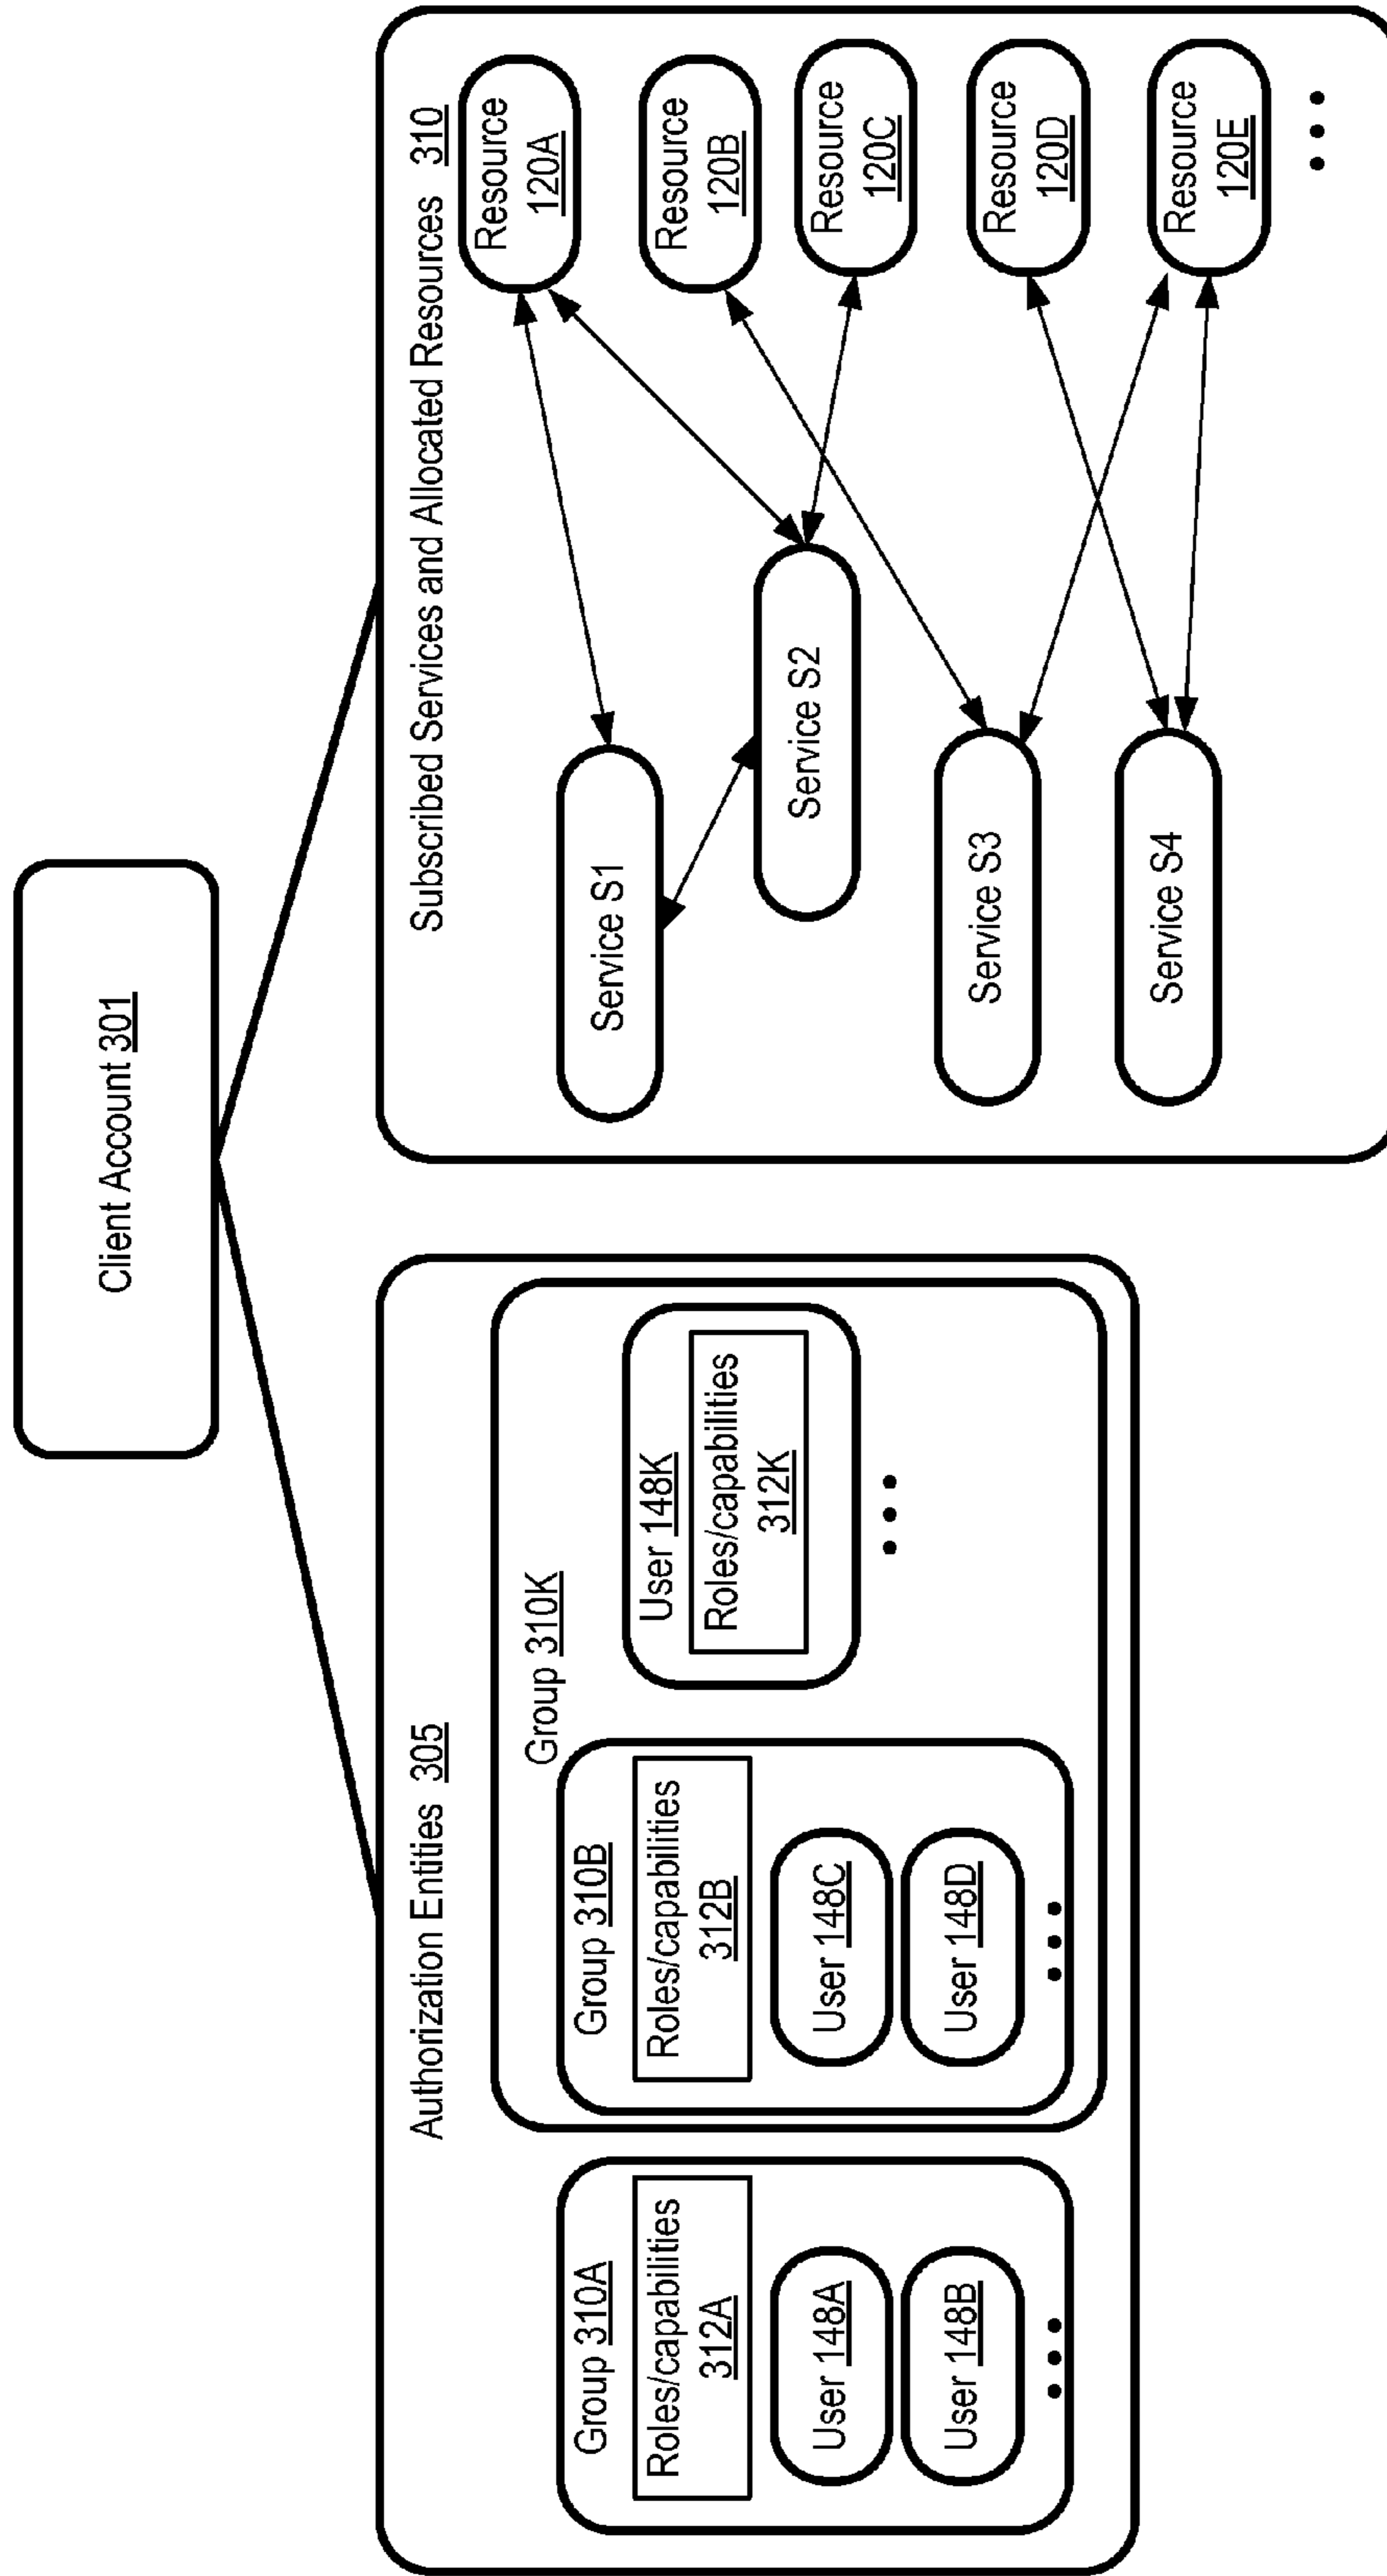 Client Account 301
Authorization Entities 305
Group 310A
Roles/capabilities
312A
User 148A
User 148B
Group 310K
Group 310B
Roles/capabilities
312B
User 148C
User 148D
User 148K
Roles/capabilities
312K
Subscribed Services and Allocated Resources 310
Service S1
Service S2
Service S3
Service S4
Resource
120A
Resource
120B
Resource
120C
Resource
120D
Resource
120E